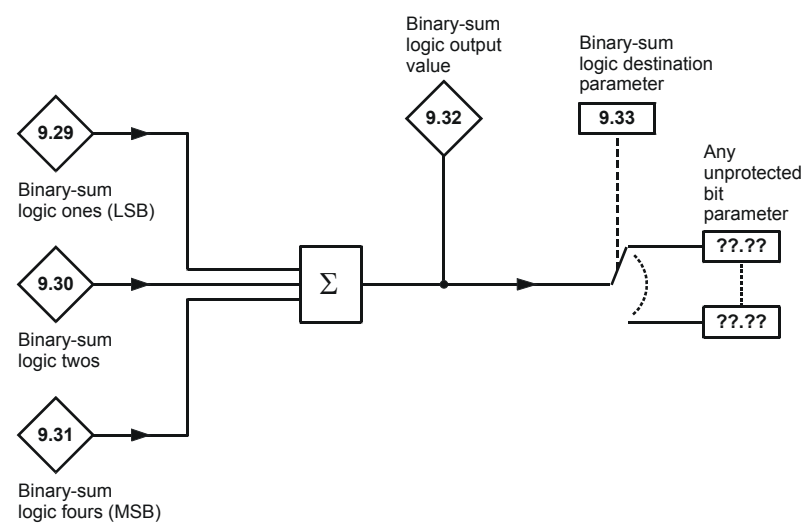 Binary-sum
logic output
value
9.32
Binary-sum
logic destination
parameter
9.33
9.29
Binary-sum
logic ones (LSB)
9.30
Binary-sum
logic twos
9.31
Binary-sum
logic fours (MSB)
Σ
Any
unprotected
bit
parameter
??.??
??.??